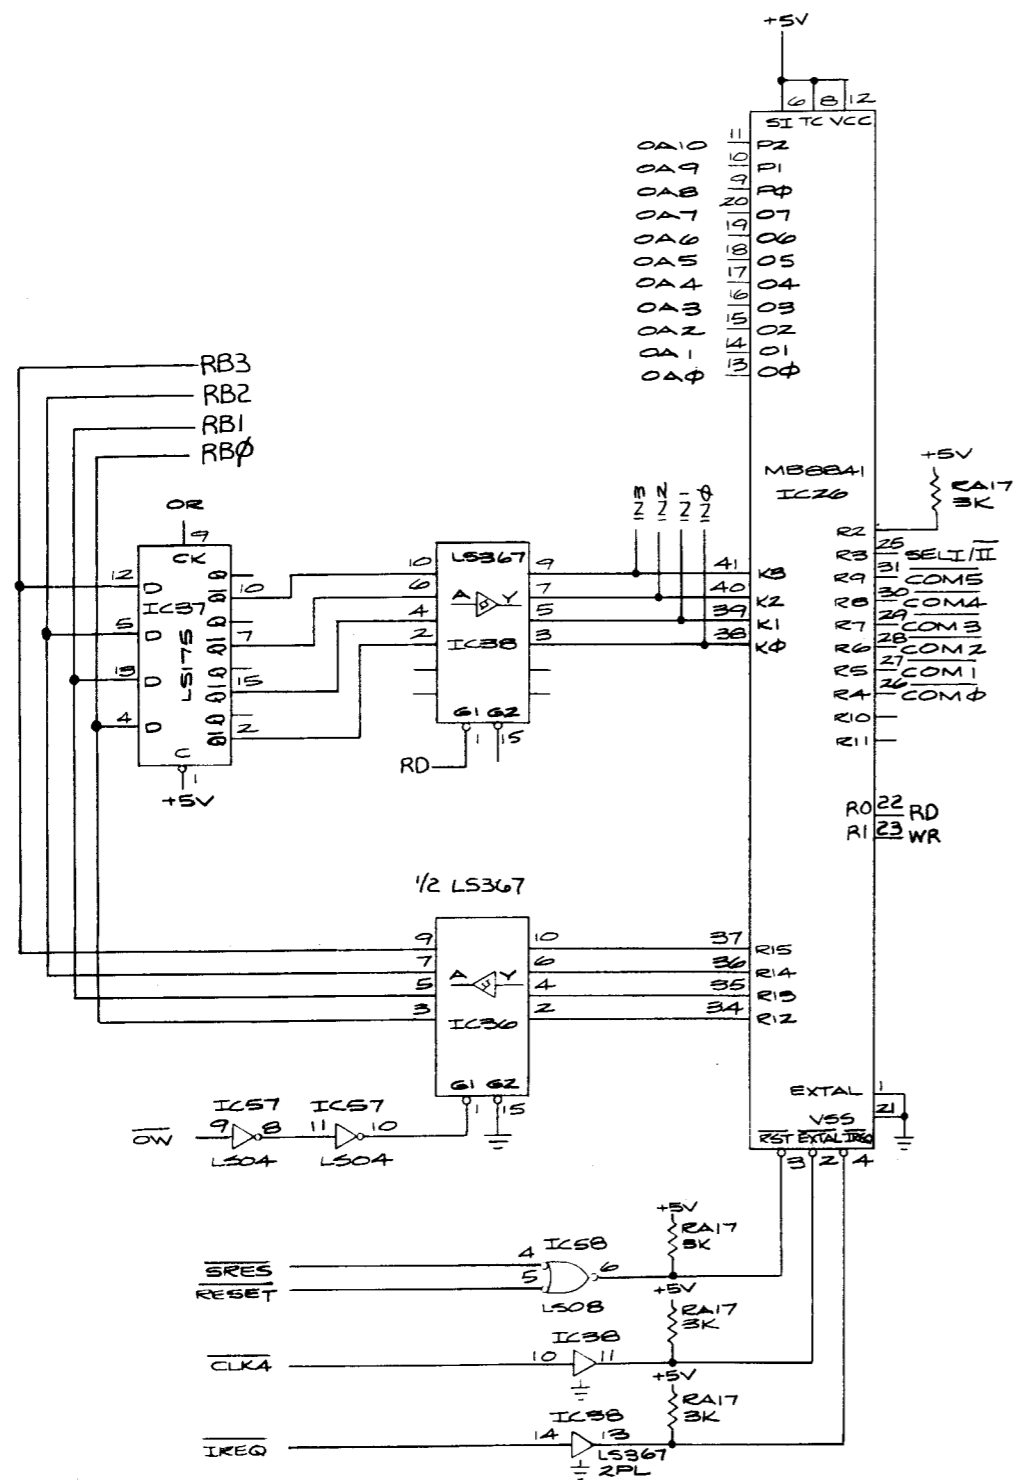 +5V
6 8 12
SI TC VCC
OA10 11 P2
OA9 10 P1
OA8 9 PØ
OA7 20 O7
OA6 19 O6
OA5 18 O5
OA4 17 O4
OA3 16 O3
OA2 15 O2
OA1 14 O1
OAØ 13 OØ
RB3
RB2
RB1
RBØ
MB8841
IC26
+5V
RA17
3K
OR
9
CK
12 D
5 D
13 D
4 D
IC37
LS175
Q
Q 10
Q
Q 7
Q
Q 15
Q
Q 2
C
1
+5V
LS367
10 9
6 7
4 5
2 3
A Y
IC38
G1 G2
1 15
RD
IN3
IN2
IN1
INØ
41 K3
40 K2
39 K1
38 KØ
R2
R3 25 SELI/II
R9 31 COM5
R8 30 COM4
R7 29 COM3
R6 28 COM2
R5 27 COM1
R4 26 COMØ
R10
R11
R0 22 RD
R1 23 WR
1/2 LS367
9 10
7 6
5 4
3 2
A Y
IC36
G1 G2
1 15
37 R15
36 R14
35 R13
34 R12
EXTAL 1
VSS 21
RST EXTAL IREQ
3 2 4
IC57 IC57
OW 9 8 11 10
LS04 LS04
+5V
RA17
3K
IC58
SRES 4
RESET 5
6
LS08
+5V
RA17
3K
IC38
CLK4 10 11
+5V
RA17
3K
IC38
IREQ 14 13
LS367
2PL